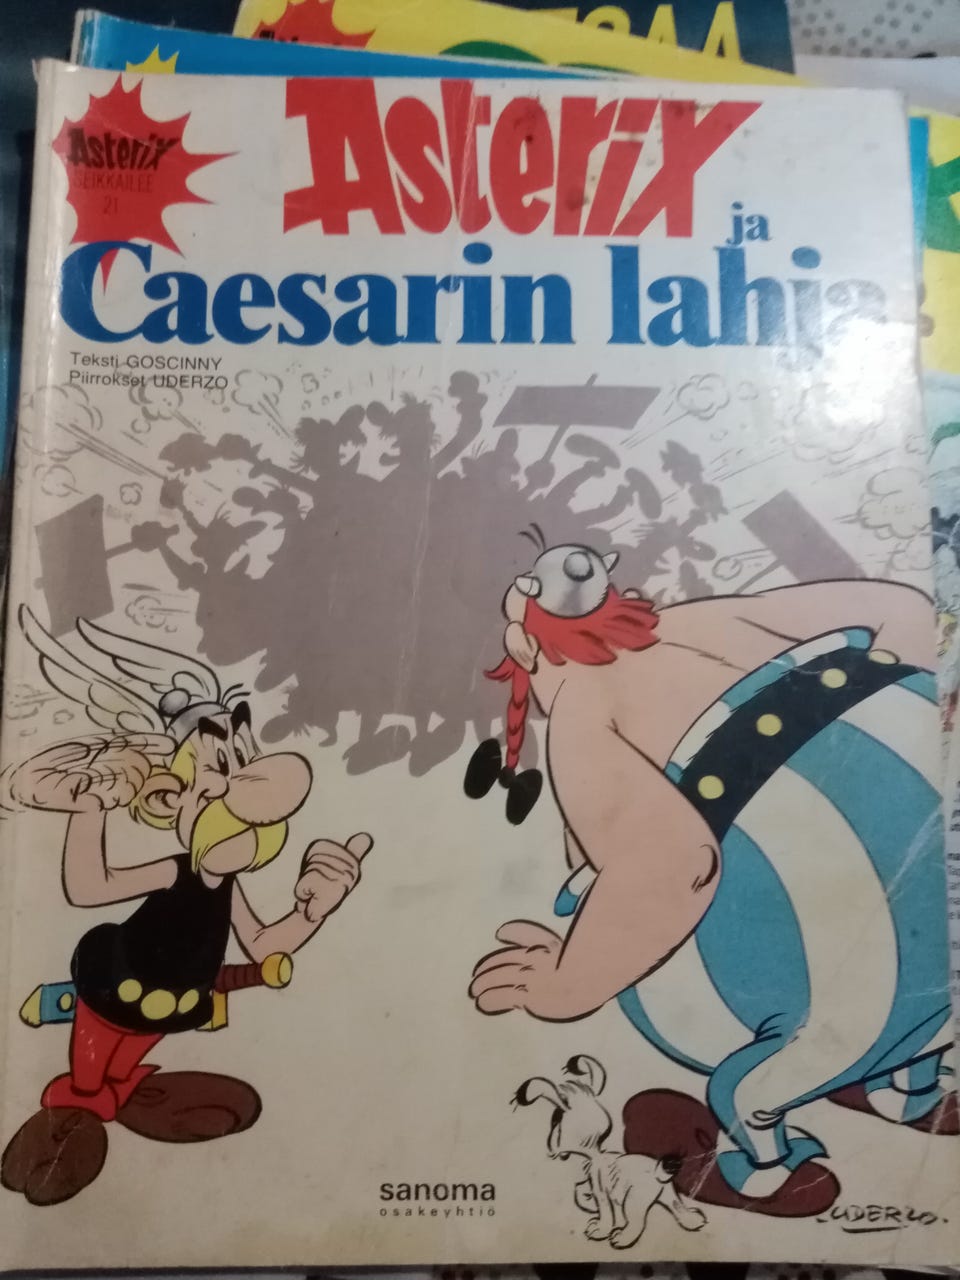 Asterix
SEIKKAILEE
21
Asterix
ja
Caesarin lahja
Teksti GOSCINNY
Piirrokset UDERZO
sanoma
osakeyhtiö
UDERZO.